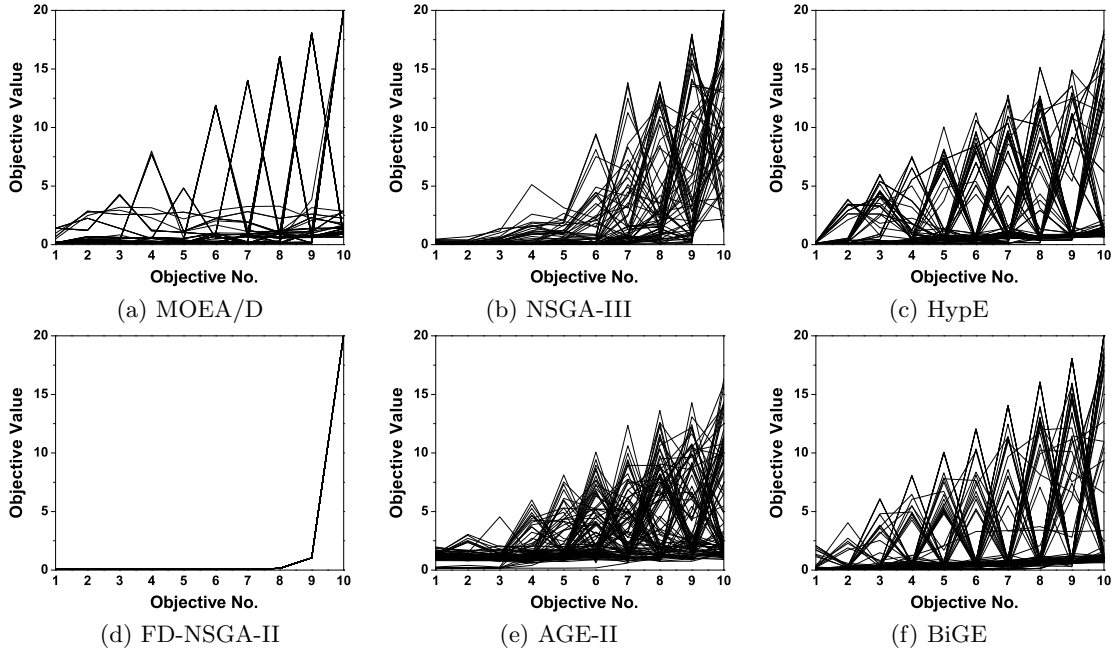 20
15
10
5
0
Objective Value
1 2 3 4 5 6 7 8 9 10
Objective No.
(a) MOEA/D
20
15
10
5
0
Objective Value
1 2 3 4 5 6 7 8 9 10
Objective No.
(b) NSGA-III
20
15
10
5
0
Objective Value
1 2 3 4 5 6 7 8 9 10
Objective No.
(c) HypE
20
15
10
5
0
Objective Value
1 2 3 4 5 6 7 8 9 10
Objective No.
(d) FD-NSGA-II
20
15
10
5
0
Objective Value
1 2 3 4 5 6 7 8 9 10
Objective No.
(e) AGE-II
20
15
10
5
0
Objective Value
1 2 3 4 5 6 7 8 9 10
Objective No.
(f) BiGE